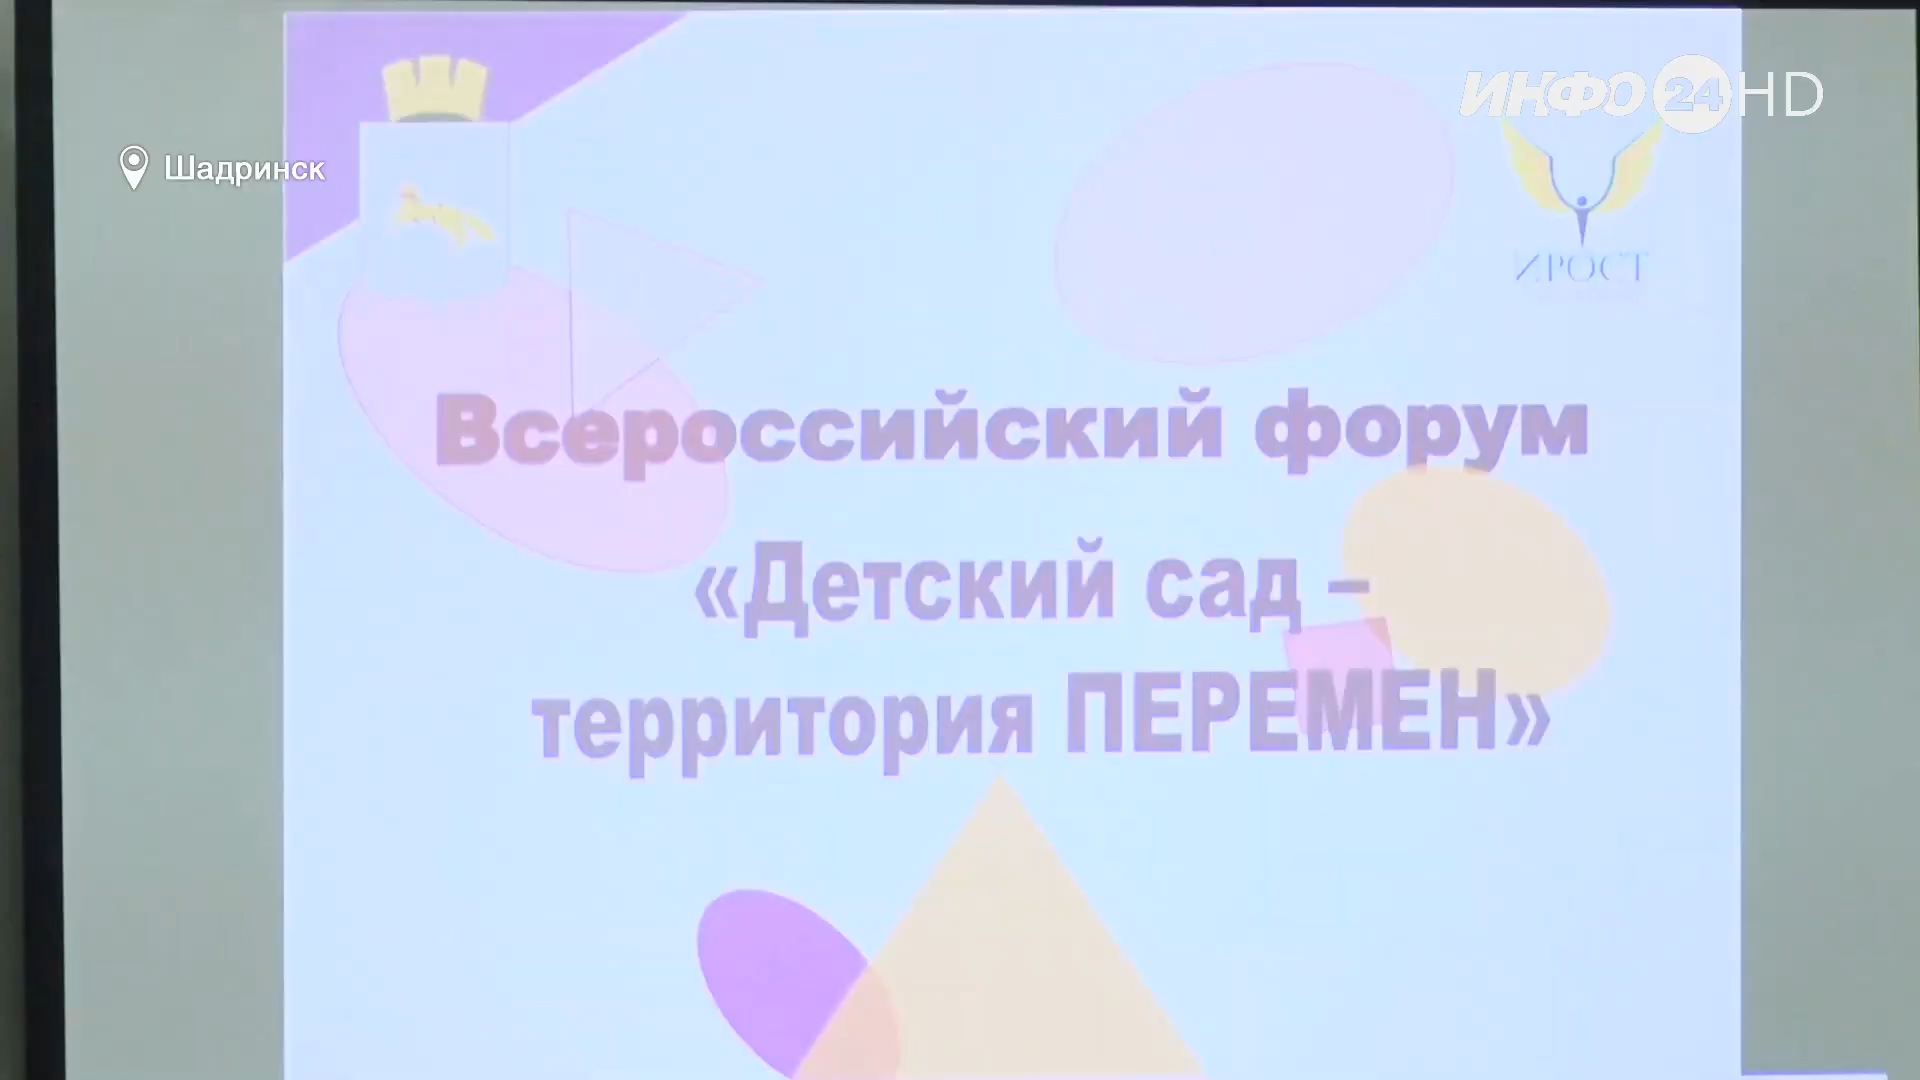 ИНФО 24 HD
Шадринск
ИРОСТ
Всероссийский форум
«Детский сад –
территория ПЕРЕМЕН»